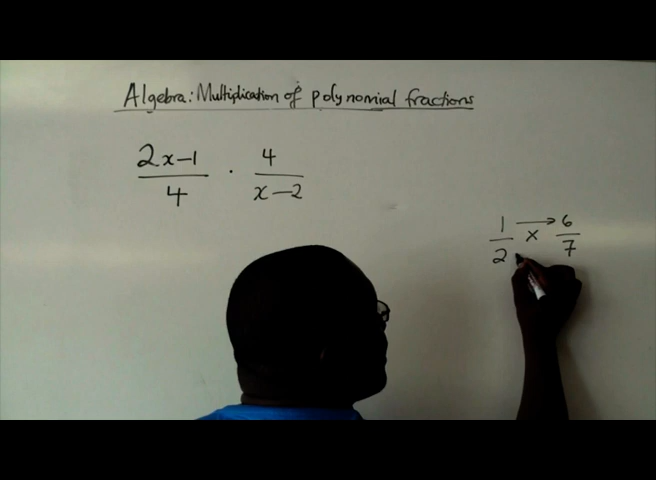 Algebra: Multiplication of polynomial fractions
2x-1 4
4 · x-2
1 → 6
2 x 7